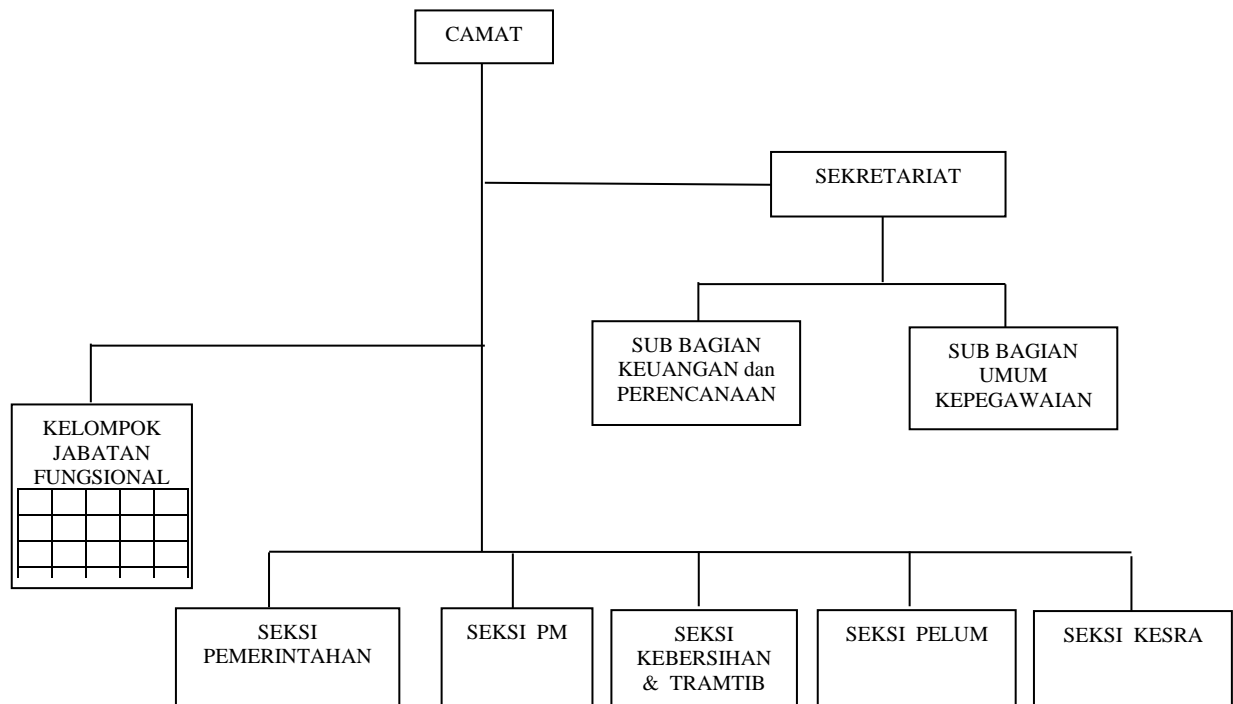 CAMAT
SEKRETARIAT
SUB BAGIAN
KEUANGAN dan
PERENCANAAN
SUB BAGIAN
UMUM
KEPEGAWAIAN
KELOMPOK
JABATAN
FUNGSIONAL
SEKSI
PEMERINTAHAN
SEKSI PM
SEKSI
KEBERSIHAN
& TRAMTIB
SEKSI PELUM
SEKSI KESRA